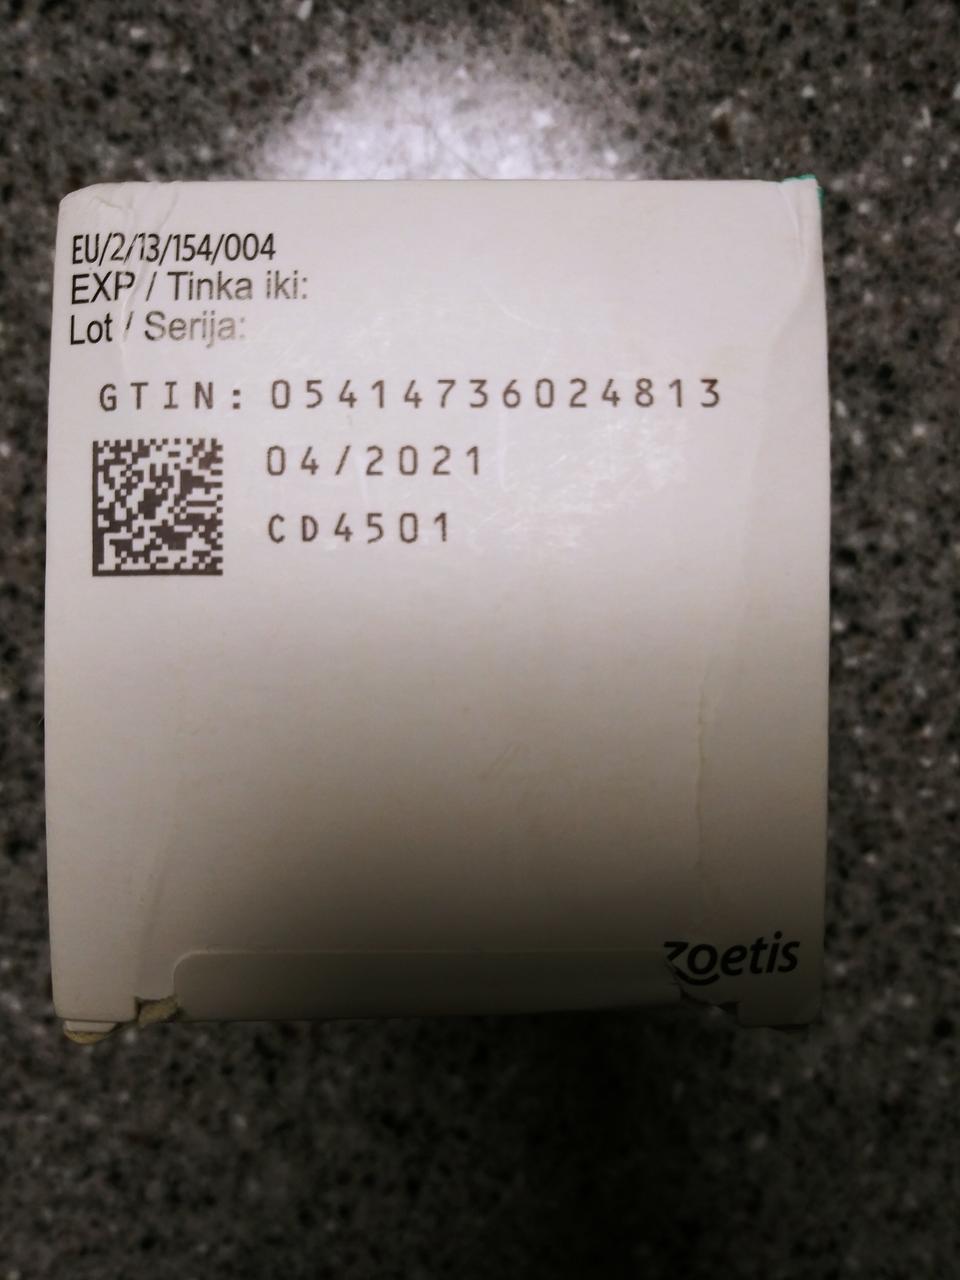 EU/2/13/154/004
EXP / Tinka iki:
Lot / Serija:
GTIN: 05414736024813
04/2021
CD4501
zoetis